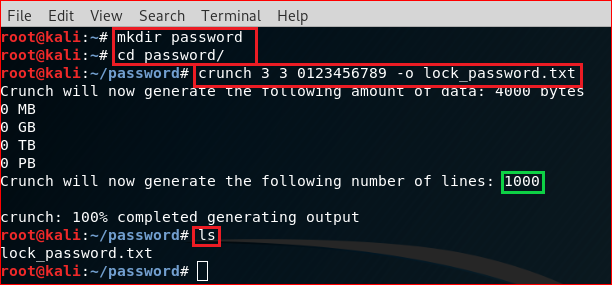 File Edit View Search Terminal Help
root@kali:~# mkdir password
root@kali:~# cd password/
root@kali:~/password# crunch 3 3 0123456789 -o lock_password.txt
Crunch will now generate the following amount of data: 4000 bytes
0 MB
0 GB
0 TB
0 PB
Crunch will now generate the following number of lines: 1000
crunch: 100% completed generating output
root@kali:~/password# ls
lock_password.txt
root@kali:~/password#